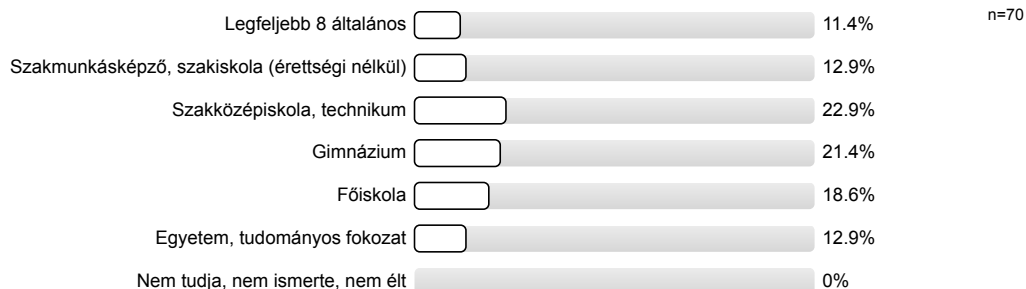 Legfeljebb 8 általános 11.4% n=70
Szakmunkásképző, szakiskola (érettségi nélkül) 12.9%
Szakközépiskola, technikum 22.9%
Gimnázium 21.4%
Főiskola 18.6%
Egyetem, tudományos fokozat 12.9%
Nem tudja, nem ismerte, nem élt 0%